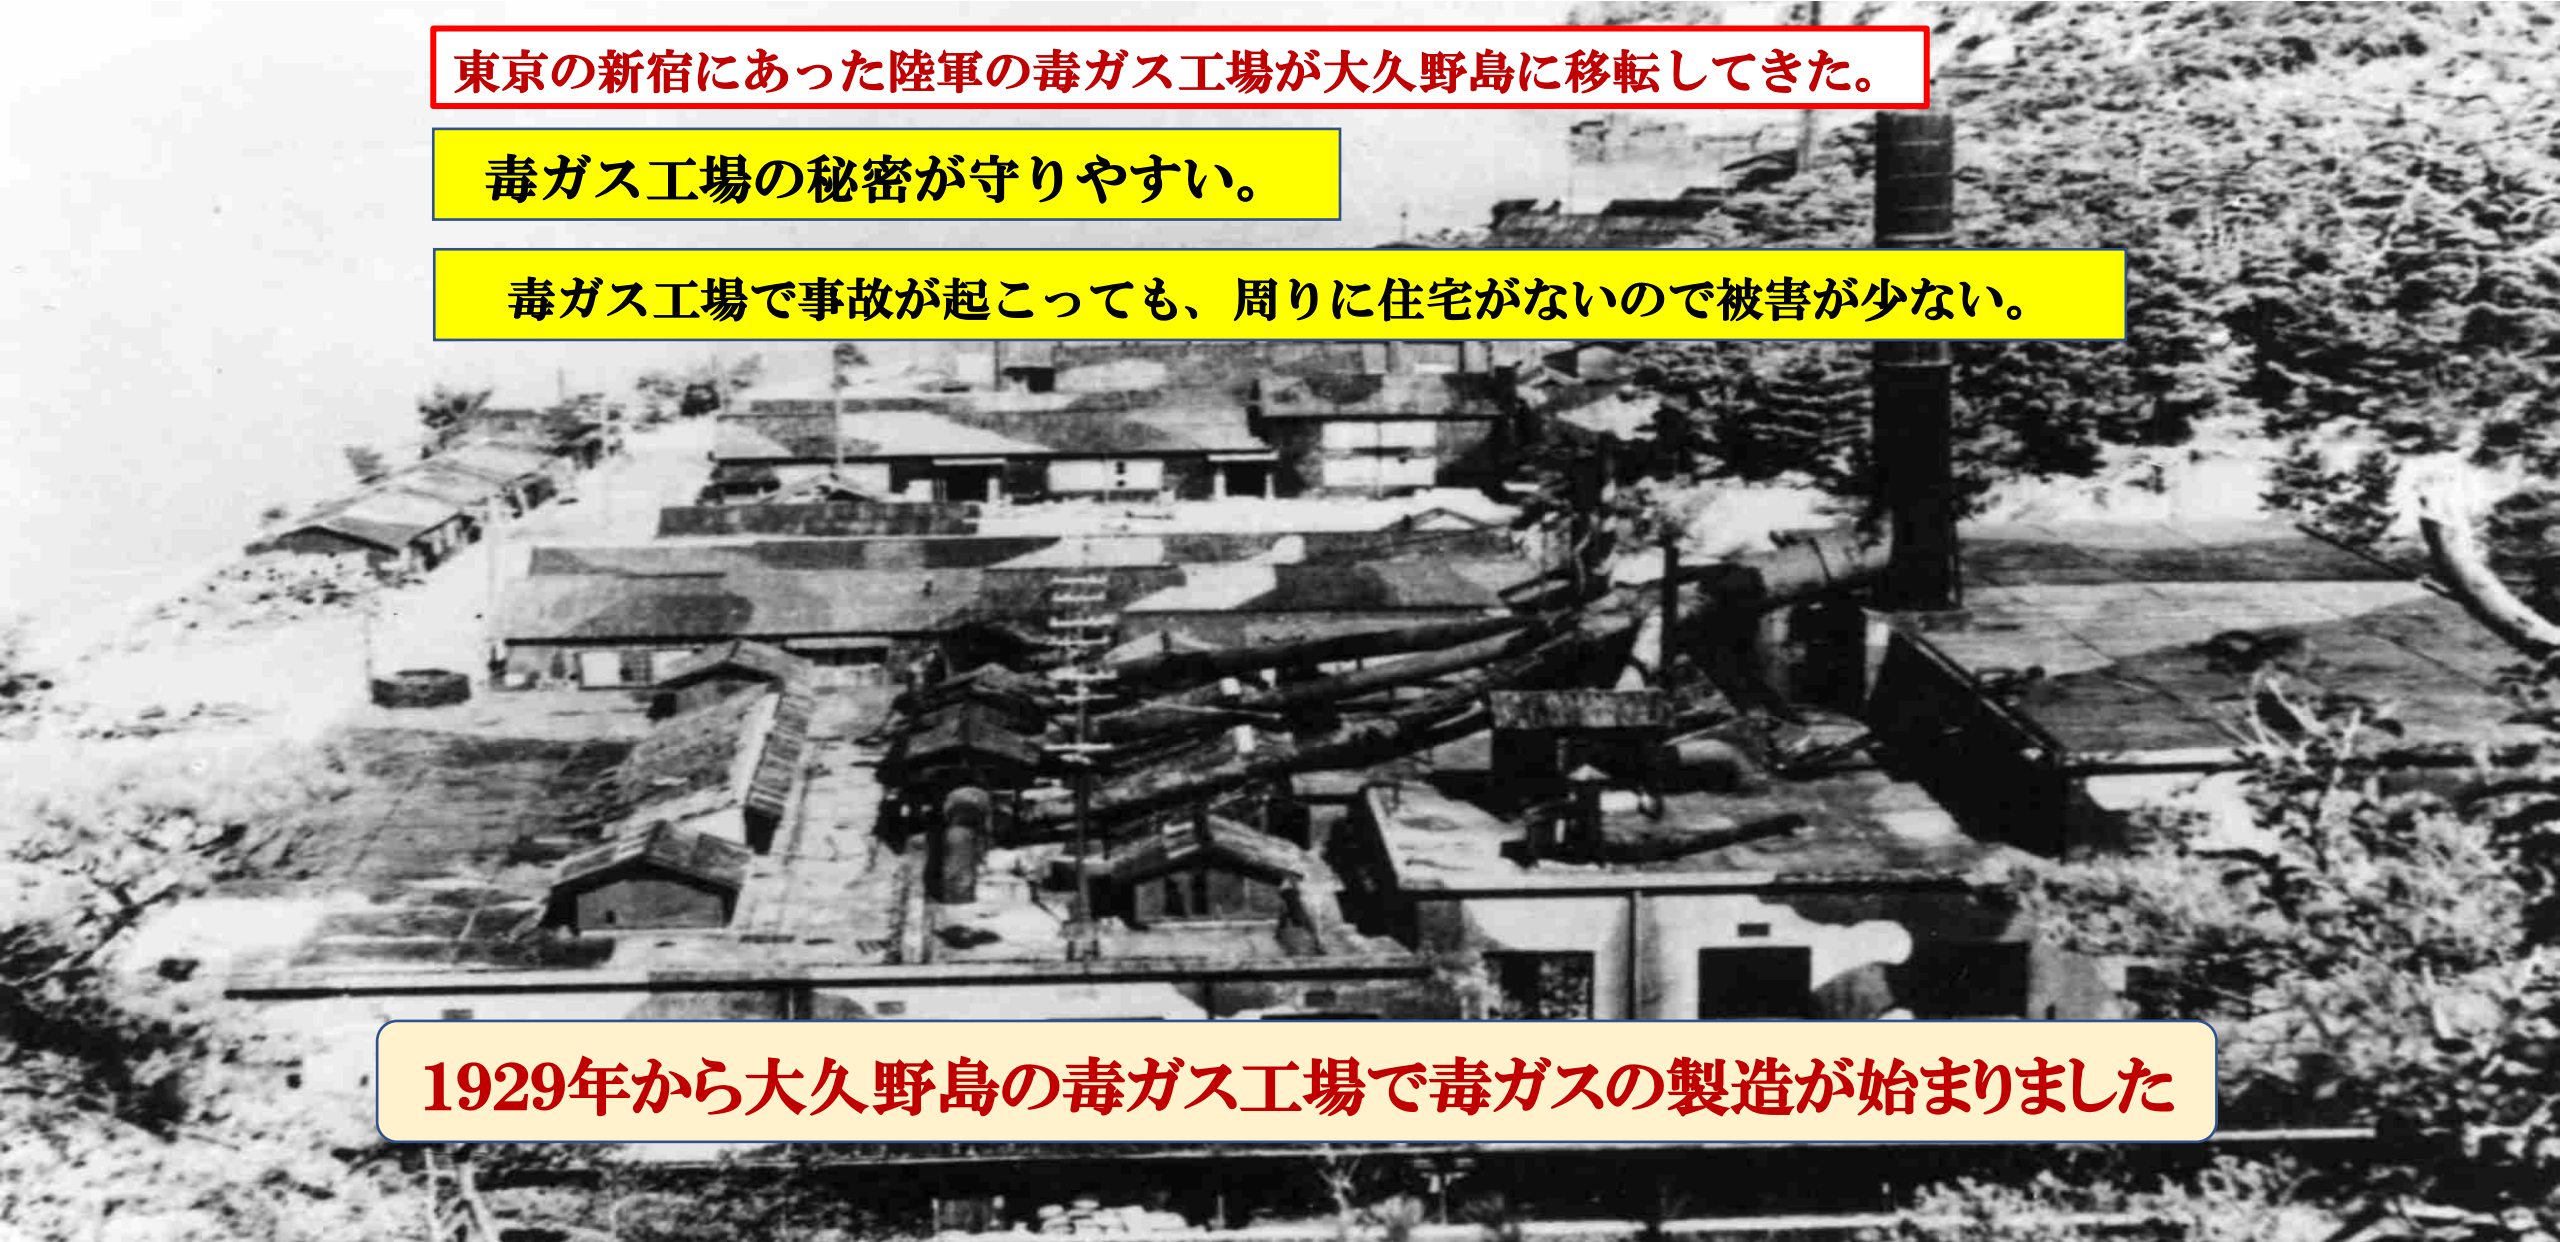 東京の新宿にあった陸軍の毒ガス工場が大久野島に移転してきた。
毒ガス工場の秘密が守りやすい。
毒ガス工場で事故が起こっても、周りに住宅がないので被害が少ない。
1929年から大久野島の毒ガス工場で毒ガスの製造が始まりました